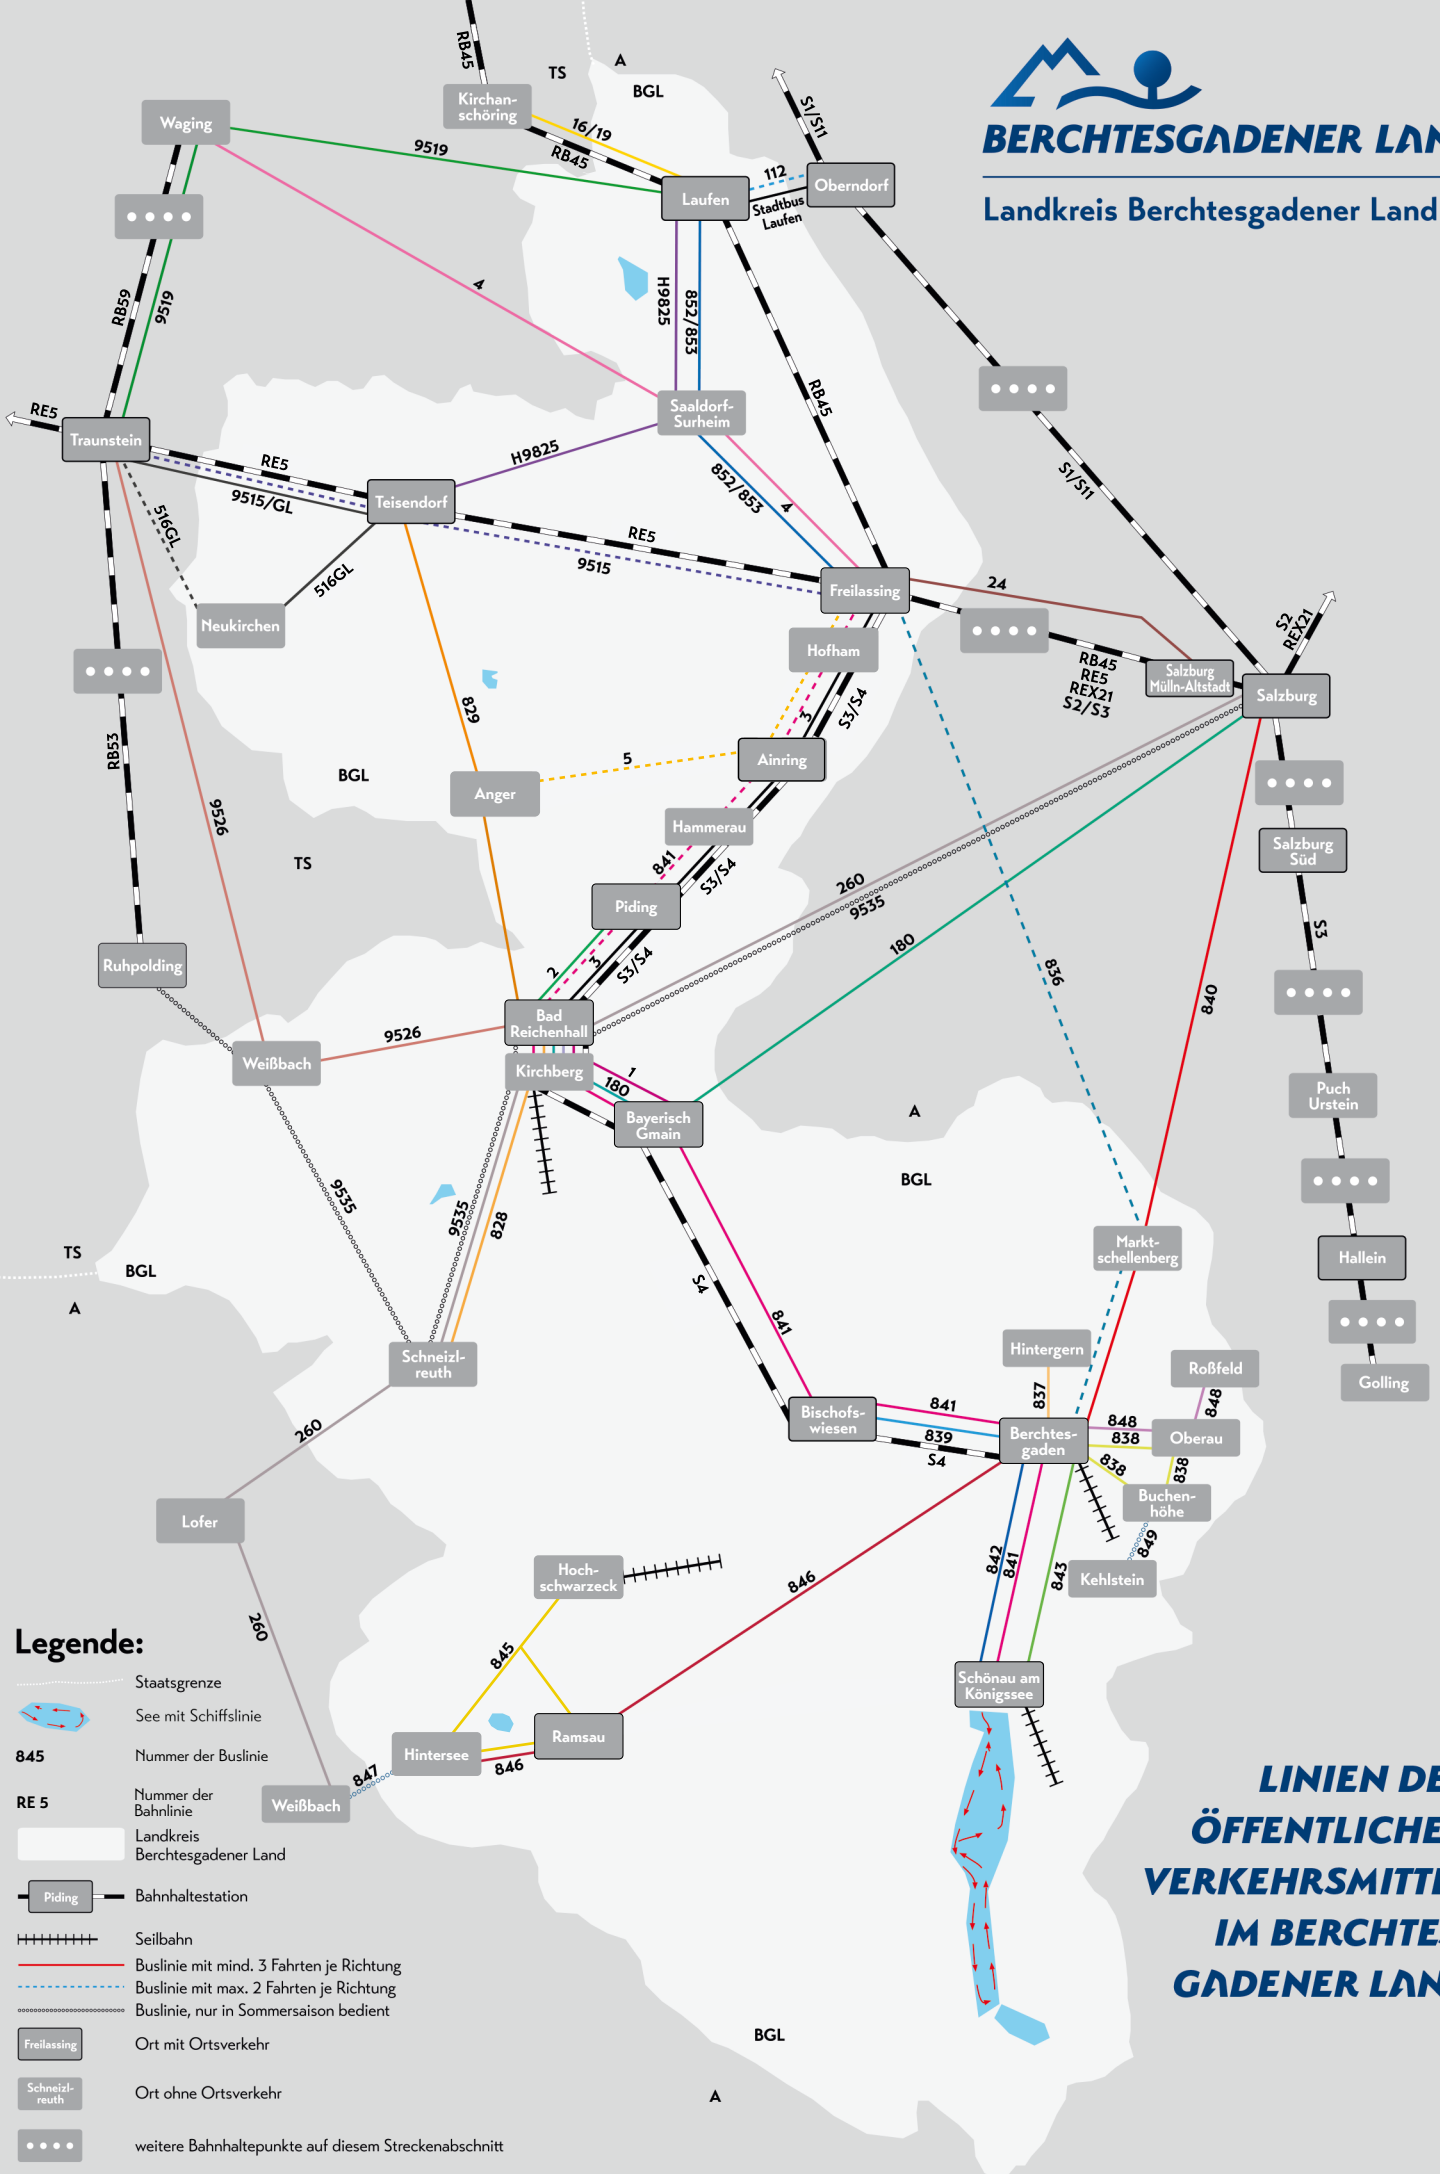 RB45
TS
A
BGL
S1/S11
BERCHTESGADENER LAN
Landkreis Berchtesgadener Land
Kirchan-
schöring
Waging
16/19
RB45
9519
112
Oberndorf
Laufen
Stadtbus
Laufen
4
H9825
852/853
RB59
9519
RB45
RE5
Traunstein
Saaldorf-
Surheim
RE5
H9825
9515/GL
Teisendorf
852/853
4
S1/S11
516GL
RE5
9515
516GL
Freilassing
24
Neukirchen
S2
REX21
Hofham
RB45
RE5
REX21
S2/S3
Salzburg
Mülln-Altstadt
Salzburg
829
3
S3/S4
RB53
5
Ainring
BGL
Anger
9526
Hammerau
Salzburg
Süd
TS
841
S3/S4
260
9535
Piding
180
S3
2
3
S3/S4
836
Ruhpolding
840
Bad
Reichenhall
9526
Weißbach
Kirchberg
1
180
Puch
Urstein
Bayerisch
Gmain
A
BGL
9535
9535
828
TS
BGL
A
Markt-
schellenberg
Hallein
S4
841
Schneizl-
reuth
Hintergern
Roßfeld
Golling
837
848
260
Bischofs-
wiesen
841
839
S4
Berchtes-
gaden
848
838
Oberau
838
838
Buchen-
höhe
Lofer
849
842
841
843
Kehlstein
Hoch-
schwarzeck
846
260
845
Schönau am
Königssee
Ramsau
Hintersee
846
847
Weißbach
Legende:
Staatsgrenze
See mit Schiffslinie
845 Nummer der Buslinie
RE 5 Nummer der
Bahnlinie
Landkreis
Berchtesgadener Land
Piding Bahnhaltestation
Seilbahn
Buslinie mit mind. 3 Fahrten je Richtung
Buslinie mit max. 2 Fahrten je Richtung
Buslinie, nur in Sommersaison bedient
Freilassing Ort mit Ortsverkehr
Schneizl-
reuth
Ort ohne Ortsverkehr
weitere Bahnhaltepunkte auf diesem Streckenabschnitt
BGL
A
LINIEN DE
ÖFFENTLICHE
VERKEHRSMITTE
IM BERCHTES
GADENER LAN